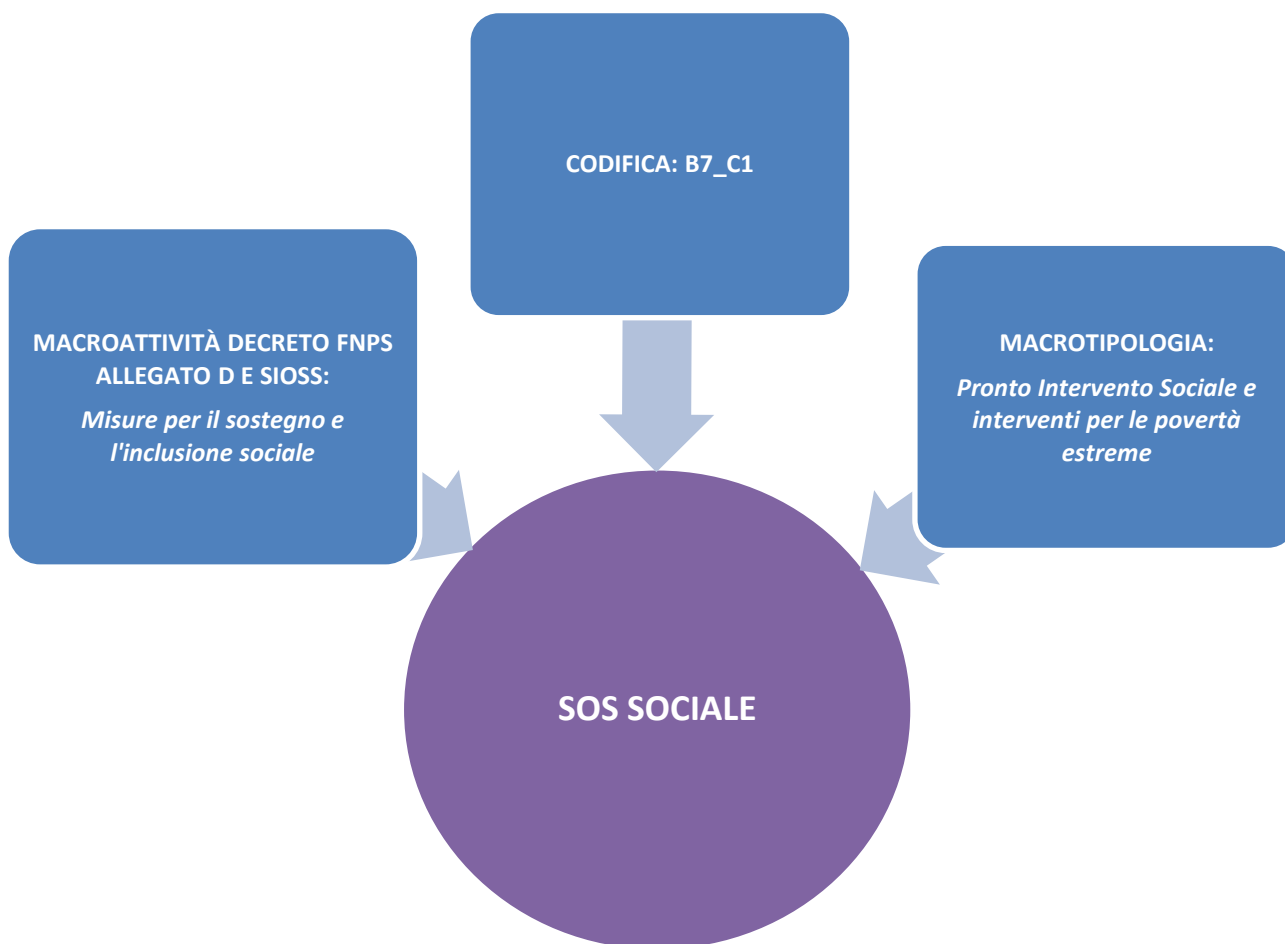 CODIFICA: B7_C1
MACROATTIVITÀ DECRETO FNPS
ALLEGATO D E SIOSS:
Misure per il sostegno e
l'inclusione sociale
MACROTIPOLOGIA:
Pronto Intervento Sociale e
interventi per le povertà
estreme
SOS SOCIALE